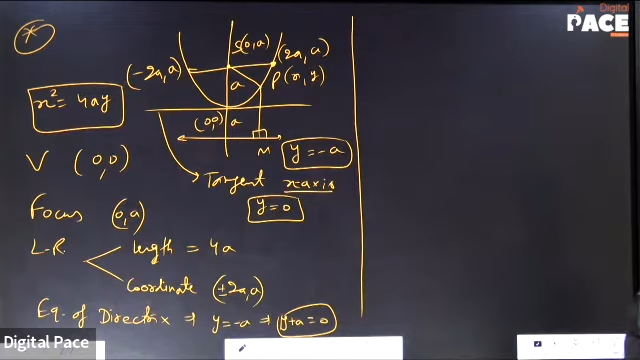 Digital
PACE
S(0,a)
(2a, a)
(-2a, a)
P(x, y)
a
x² = 4ay
(0,0)
a
M
y = -a
V (0,0)
Tangent x axis
y = 0
Focus (0,a)
L.R.
length = 4a
Coordinate (±2a, a)
Eq. of Directrix ⇒ y = -a ⇒ y+a = 0
Digital Pace